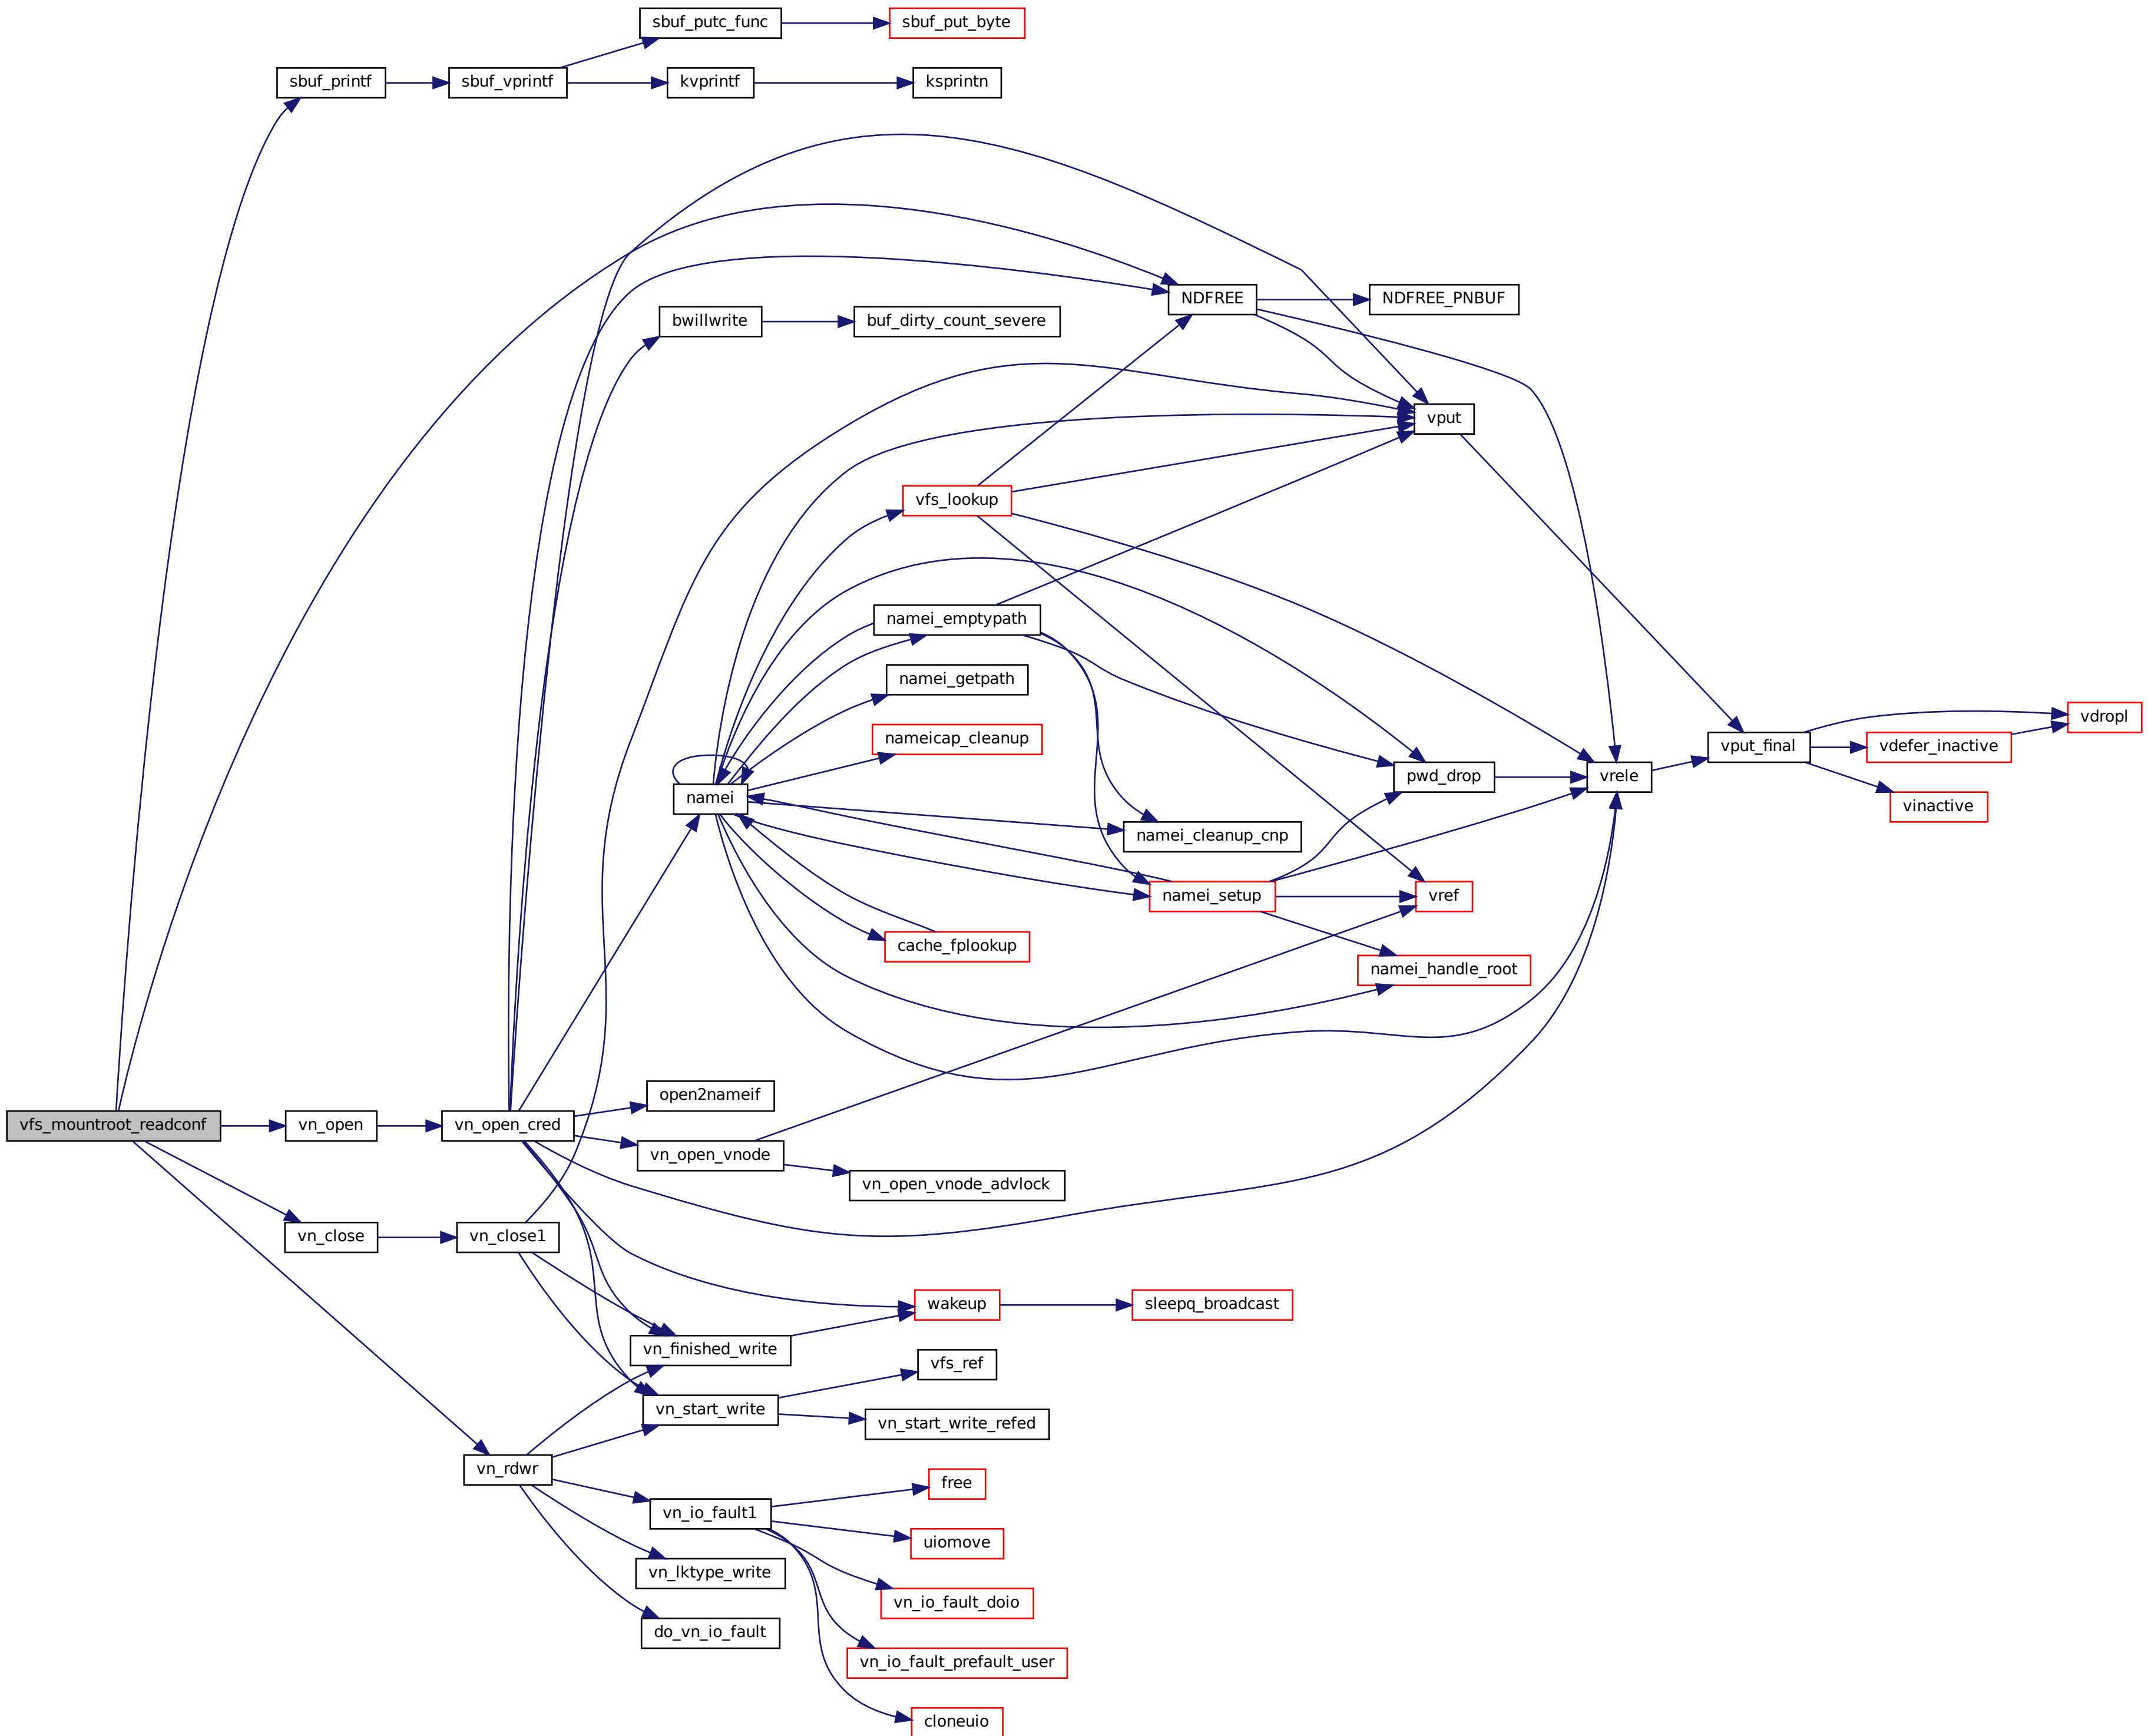 sbuf_putc_func
sbuf_put_byte
sbuf_printf
sbuf_vprintf
kvprintf
ksprintn
NDFREE
NDFREE_PNBUF
bwillwrite
buf_dirty_count_severe
vput
vfs_lookup
namei_emptypath
namei_getpath
vdropl
nameicap_cleanup
vput_final
vdefer_inactive
namei
pwd_drop
vrele
vinactive
namei_cleanup_cnp
namei_setup
vref
cache_fplookup
namei_handle_root
open2nameif
vfs_mountroot_readconf
vn_open
vn_open_cred
vn_open_vnode
vn_open_vnode_advlock
vn_close
vn_close1
wakeup
sleepq_broadcast
vn_finished_write
vfs_ref
vn_start_write
vn_start_write_refed
vn_rdwr
free
vn_io_fault1
uiomove
vn_lktype_write
vn_io_fault_doio
do_vn_io_fault
vn_io_fault_prefault_user
cloneuio